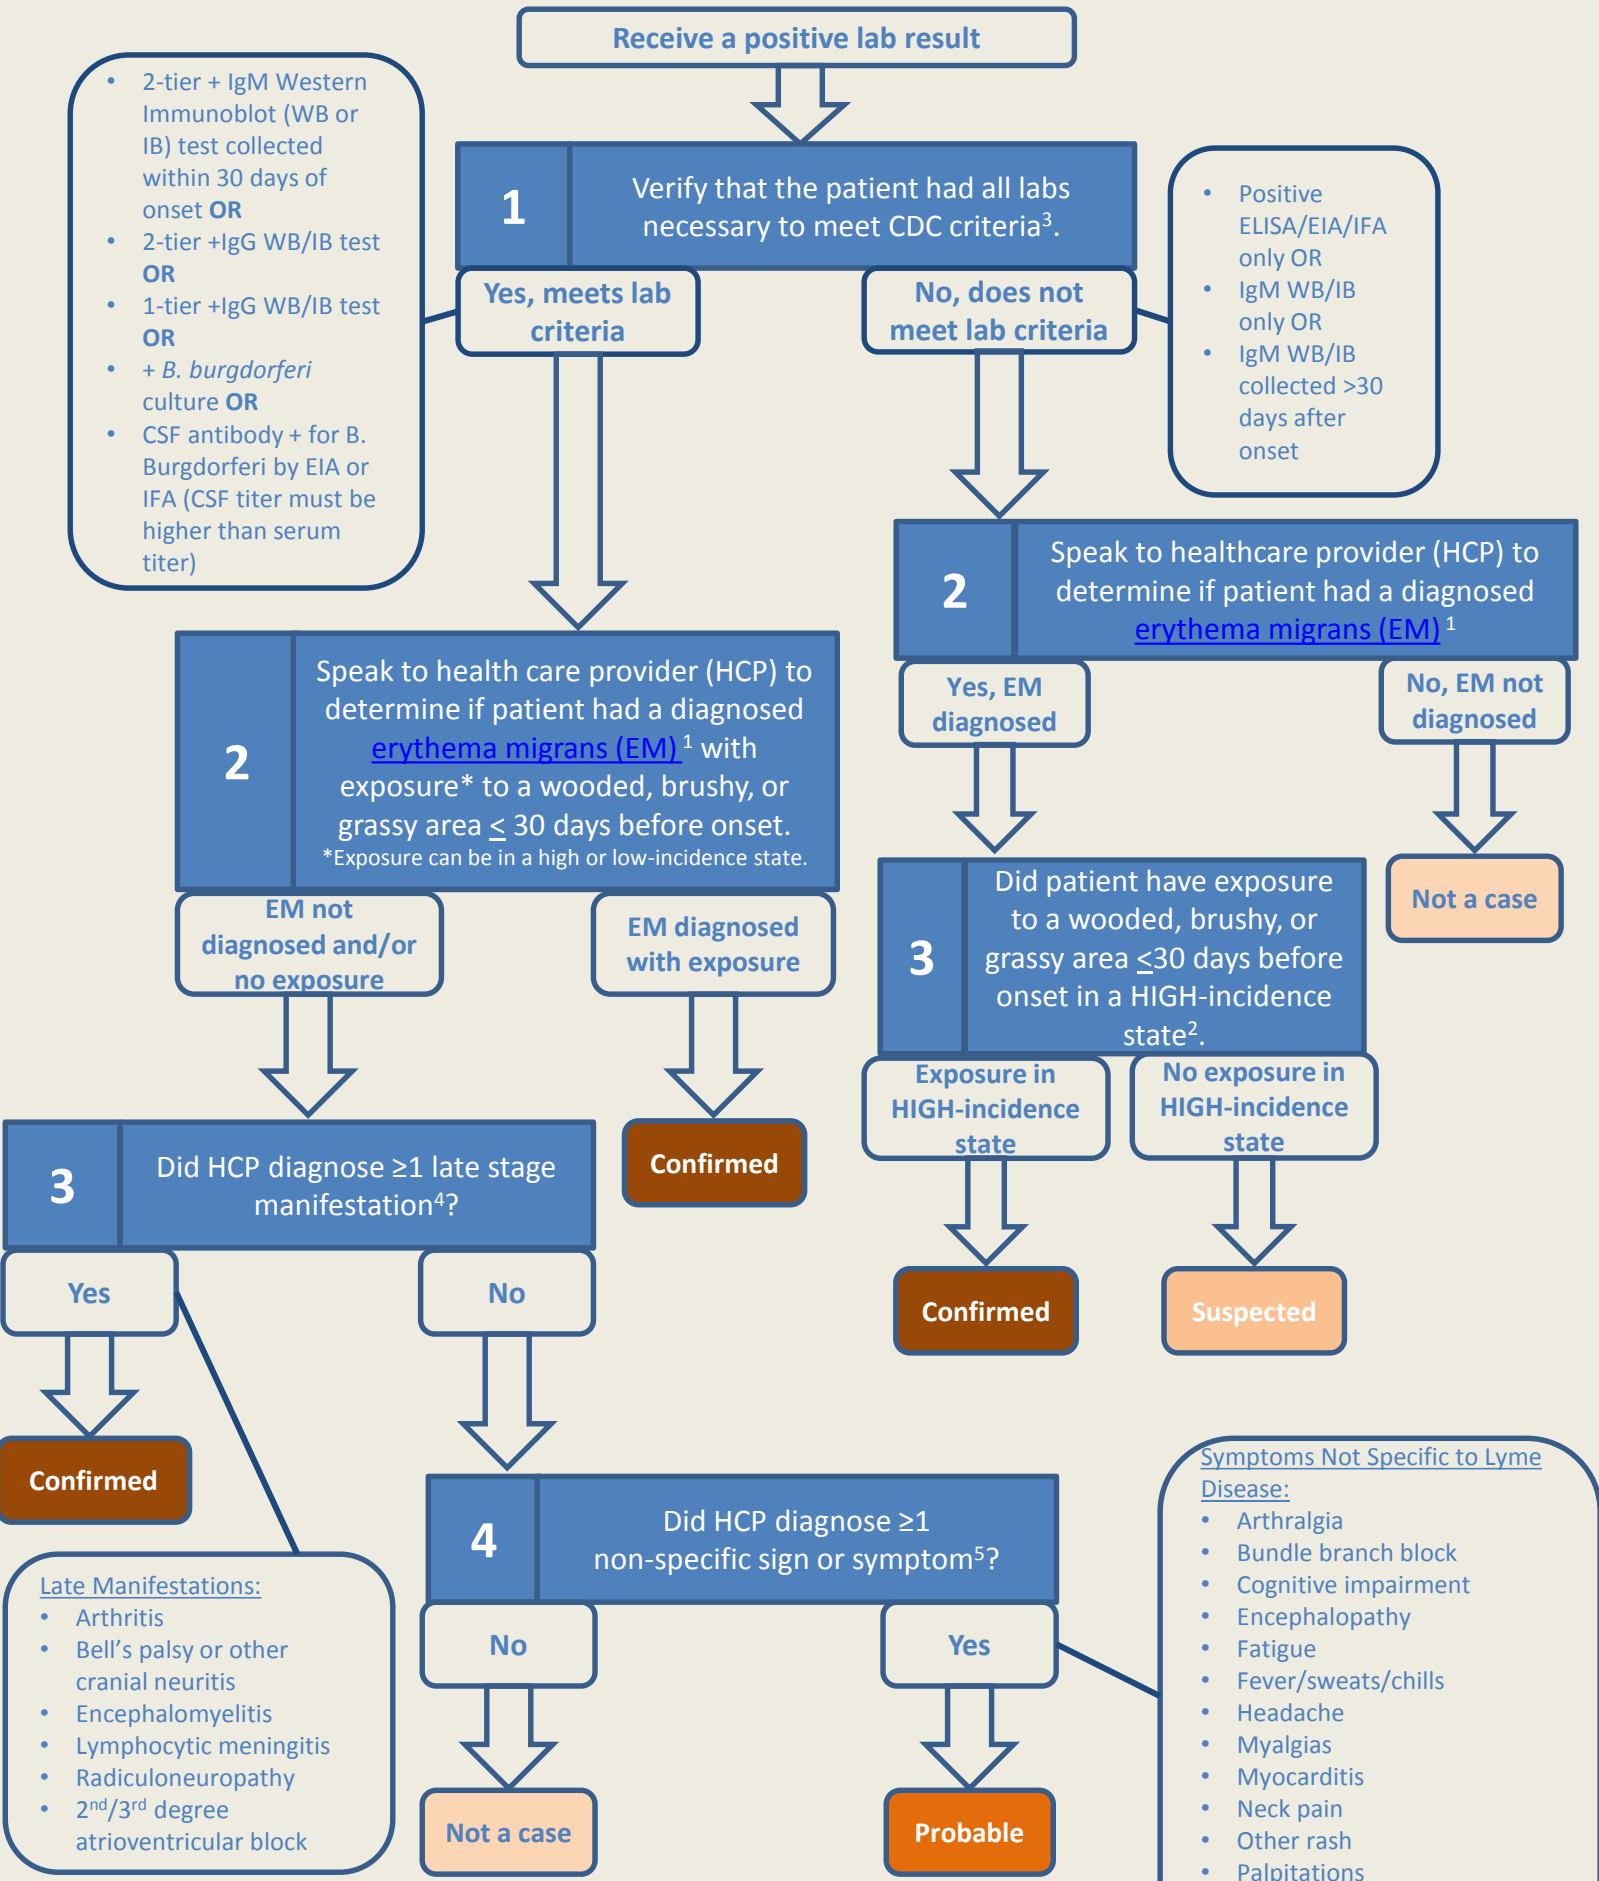 Receive a positive lab result
• 2-tier + IgM Western
Immunoblot (WB or
IB) test collected
within 30 days of
onset OR
• 2-tier +IgG WB/IB test
OR
• 1-tier +IgG WB/IB test
OR
• + B. burgdorferi
culture OR
• CSF antibody + for B.
Burgdorferi by EIA or
IFA (CSF titer must be
higher than serum
titer)
1
Verify that the patient had all labs
necessary to meet CDC criteria³.
• Positive
ELISA/EIA/IFA
only OR
• IgM WB/IB
only OR
• IgM WB/IB
collected >30
days after
onset
Yes, meets lab
criteria
No, does not
meet lab criteria
2
Speak to healthcare provider (HCP) to
determine if patient had a diagnosed
erythema migrans (EM) ¹
2
Speak to health care provider (HCP) to
determine if patient had a diagnosed
erythema migrans (EM) ¹ with
exposure* to a wooded, brushy, or
grassy area < 30 days before onset.
*Exposure can be in a high or low-incidence state.
Yes, EM
diagnosed
No, EM not
diagnosed
EM not
diagnosed and/or
no exposure
EM diagnosed
with exposure
3
Did patient have exposure
to a wooded, brushy, or
grassy area <30 days before
onset in a HIGH-incidence
state².
Not a case
Exposure in
HIGH-incidence
state
No exposure in
HIGH-incidence
state
3
Did HCP diagnose ≥1 late stage
manifestation⁴?
Confirmed
Yes
No
Confirmed
Suspected
Confirmed
4
Did HCP diagnose ≥1
non-specific sign or symptom⁵?
Late Manifestations:
• Arthritis
• Bell’s palsy or other
cranial neuritis
• Encephalomyelitis
• Lymphocytic meningitis
• Radiculoneuropathy
• 2nd/3rd degree
atrioventricular block
No
Yes
Not a case
Probable
Symptoms Not Specific to Lyme
Disease:
• Arthralgia
• Bundle branch block
• Cognitive impairment
• Encephalopathy
• Fatigue
• Fever/sweats/chills
• Headache
• Myalgias
• Myocarditis
• Neck pain
• Other rash
• Palpitations